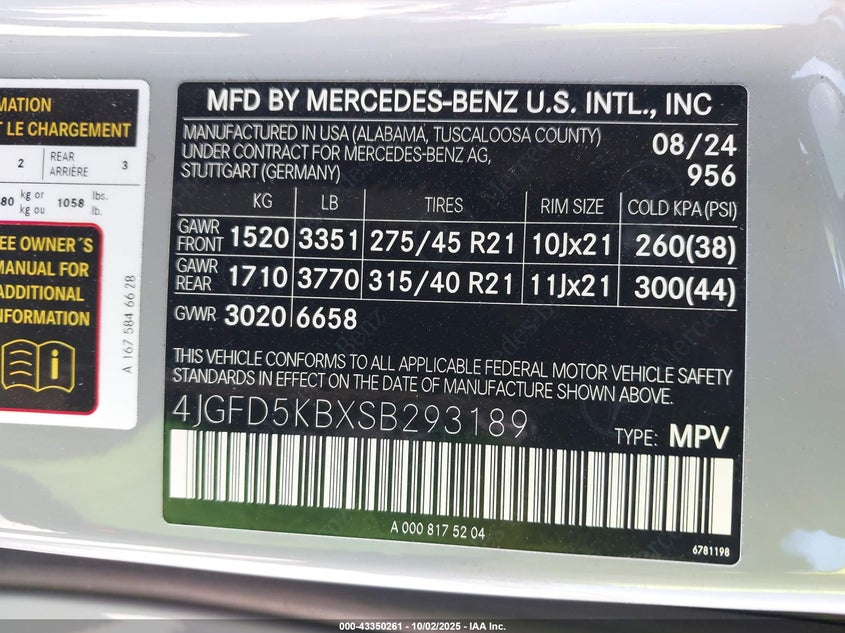 MATION
T LE CHARGEMENT
2 REAR ARRIÈRE 3
80 kg or kg ou 1058 lbs. lb.
EE OWNER´S
MANUAL FOR
ADDITIONAL
INFORMATION
A 167 584 66 28
MFD BY MERCEDES-BENZ U.S. INTL., INC
MANUFACTURED IN USA (ALABAMA, TUSCALOOSA COUNTY) 08/24
UNDER CONTRACT FOR MERCEDES-BENZ AG,
STUTTGART (GERMANY) 956
KG LB TIRES RIM SIZE COLD KPA (PSI)
GAWR FRONT 1520 3351 275/45 R21 10Jx21 260(38)
GAWR REAR 1710 3770 315/40 R21 11Jx21 300(44)
GVWR 3020 6658
THIS VEHICLE CONFORMS TO ALL APPLICABLE FEDERAL MOTOR VEHICLE SAFETY
STANDARDS IN EFFECT ON THE DATE OF MANUFACTURE SHOWN ABOVE.
4JGFD5KBXSB293189 TYPE: MPV
A 000 817 52 04
6781198
000-43350261 - 10/02/2025 - IAA Inc.